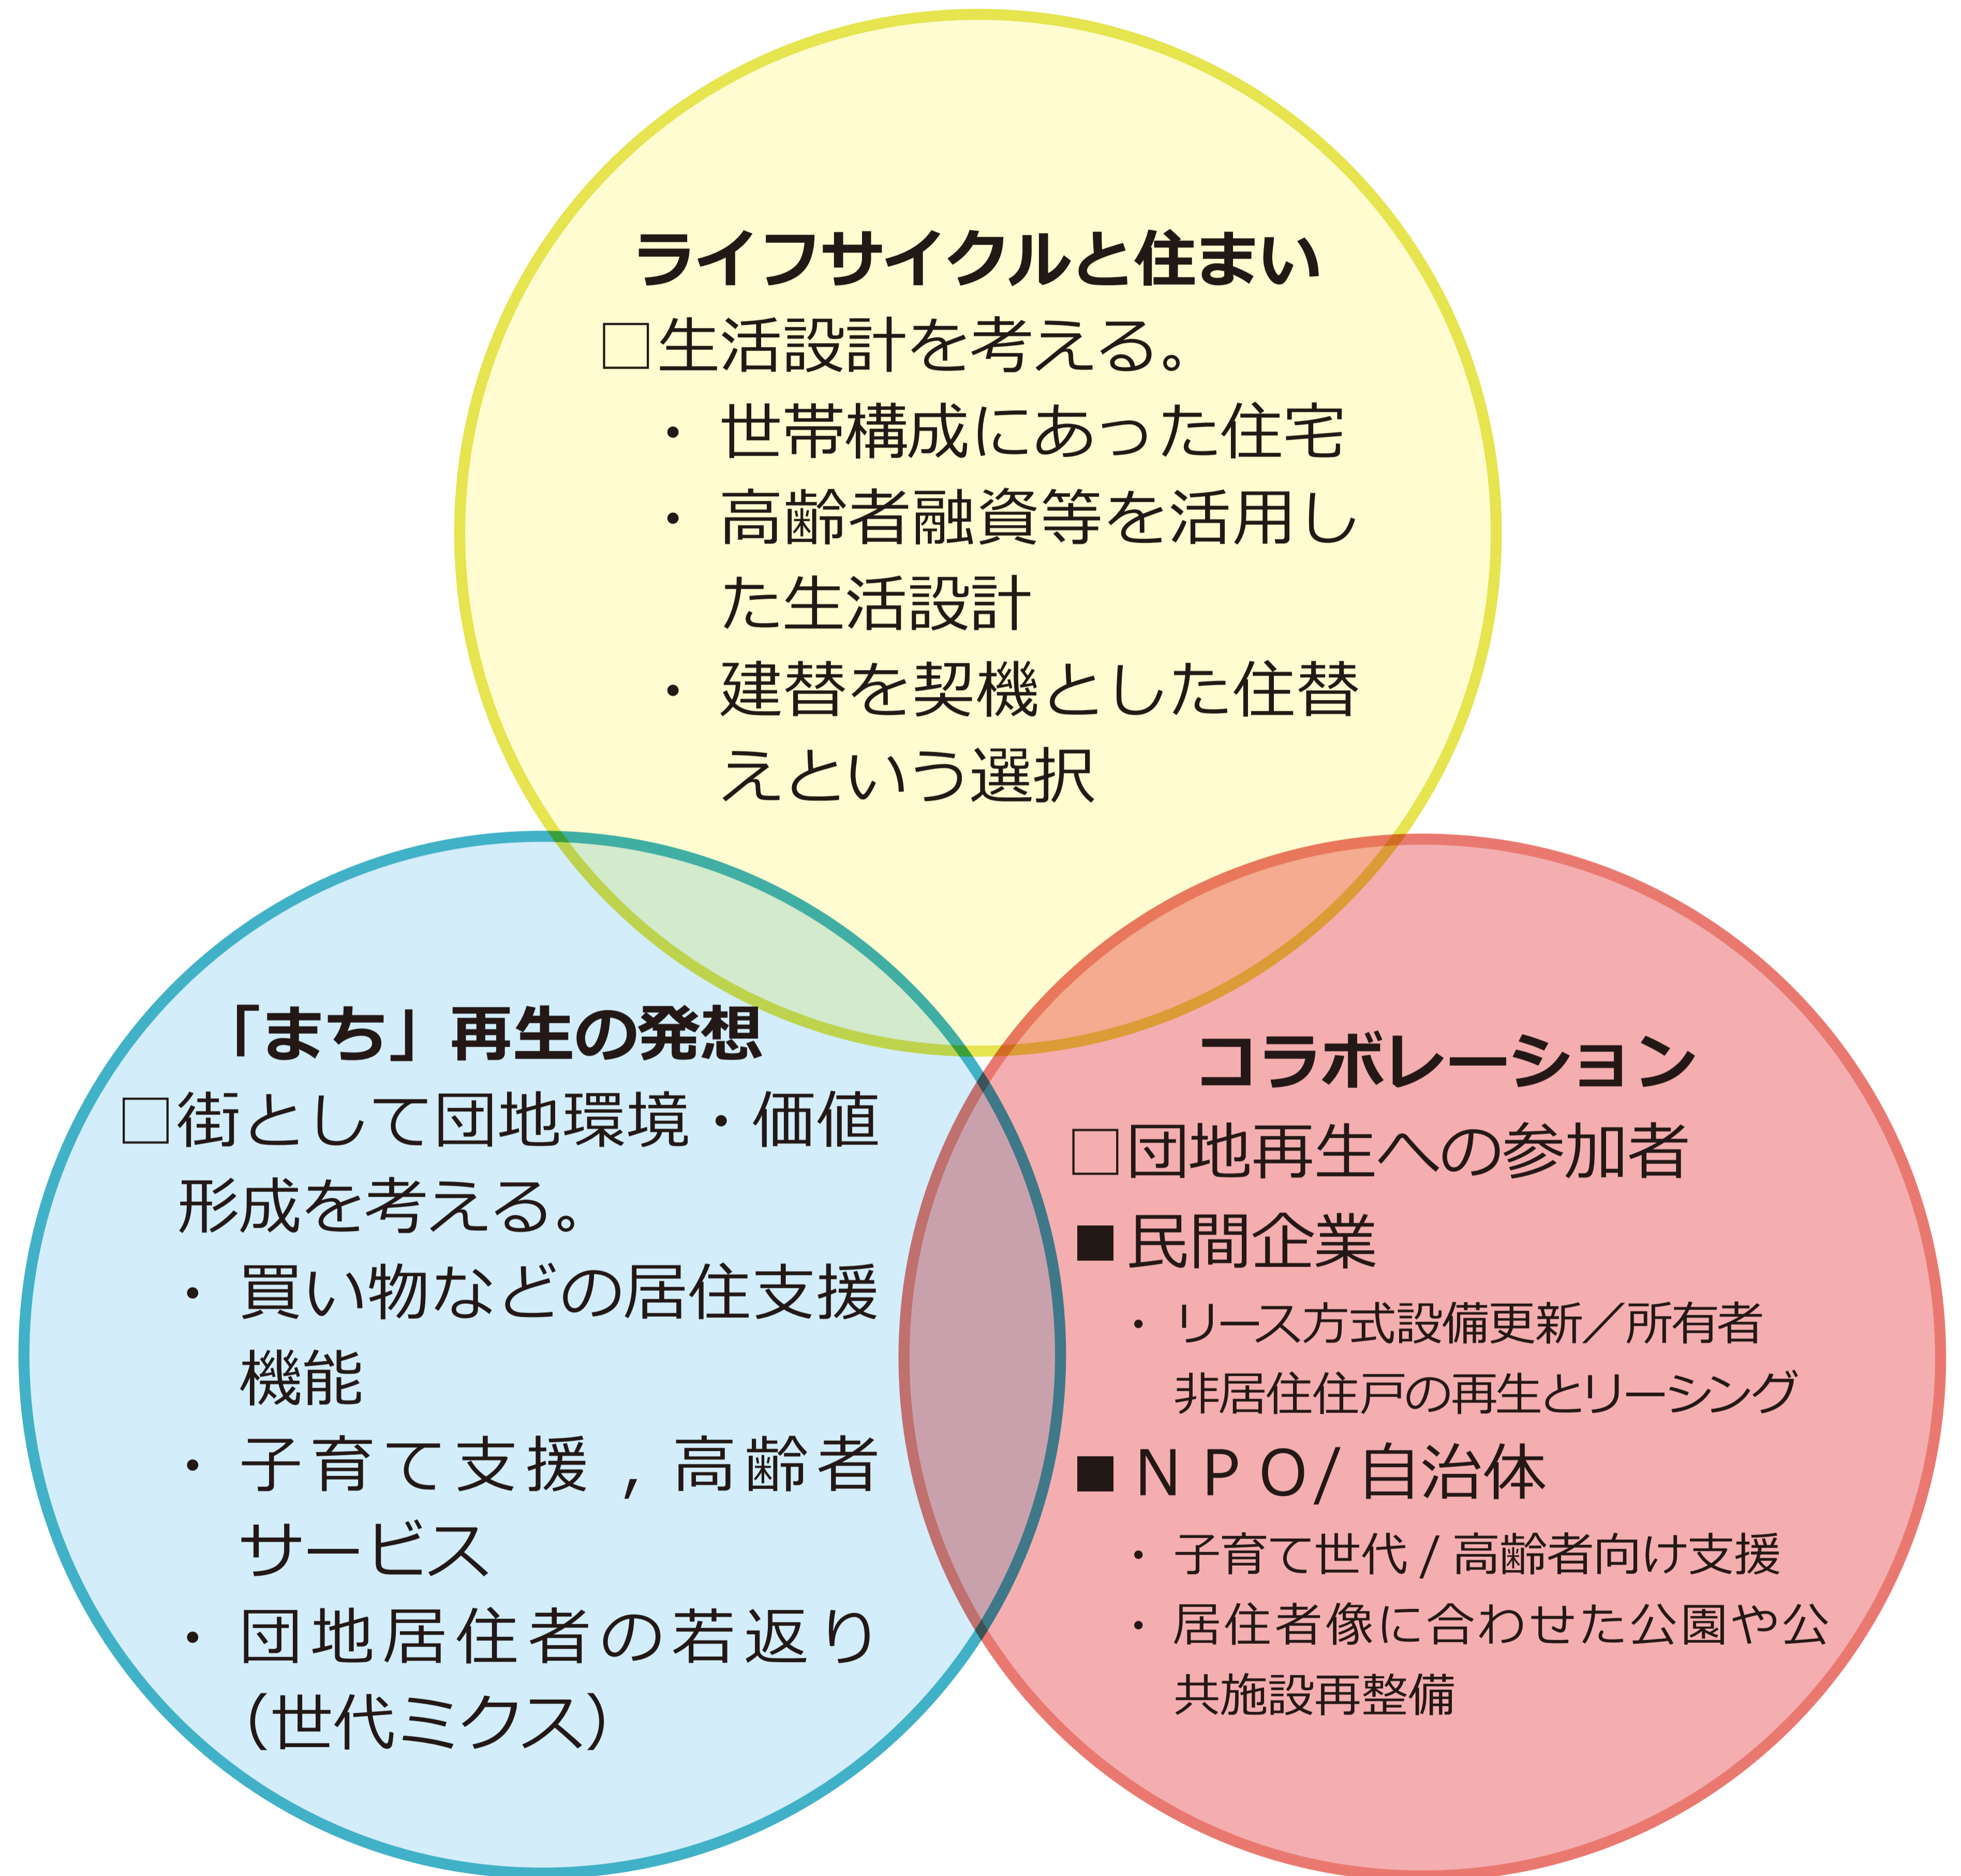 ライフサイクルと住まい
□生活設計を考える。
・世帯構成にあった住宅
・高齢者融資等を活用し
た生活設計
・建替を契機とした住替
えという選択
「まち」再生の発想
□街として団地環境・価値
形成を考える。
・買い物などの居住支援
機能
・子育て支援，高齢者
サービス
・団地居住者の若返り
（世代ミクス）
コラボレーション
□団地再生への参加者
■民間企業
・リース方式設備更新／所有者
非居住住戸の再生とリーシング
■ＮＰＯ/自治体
・子育て世代/高齢者向け支援
・居住者像に合わせた公園や公
共施設再整備